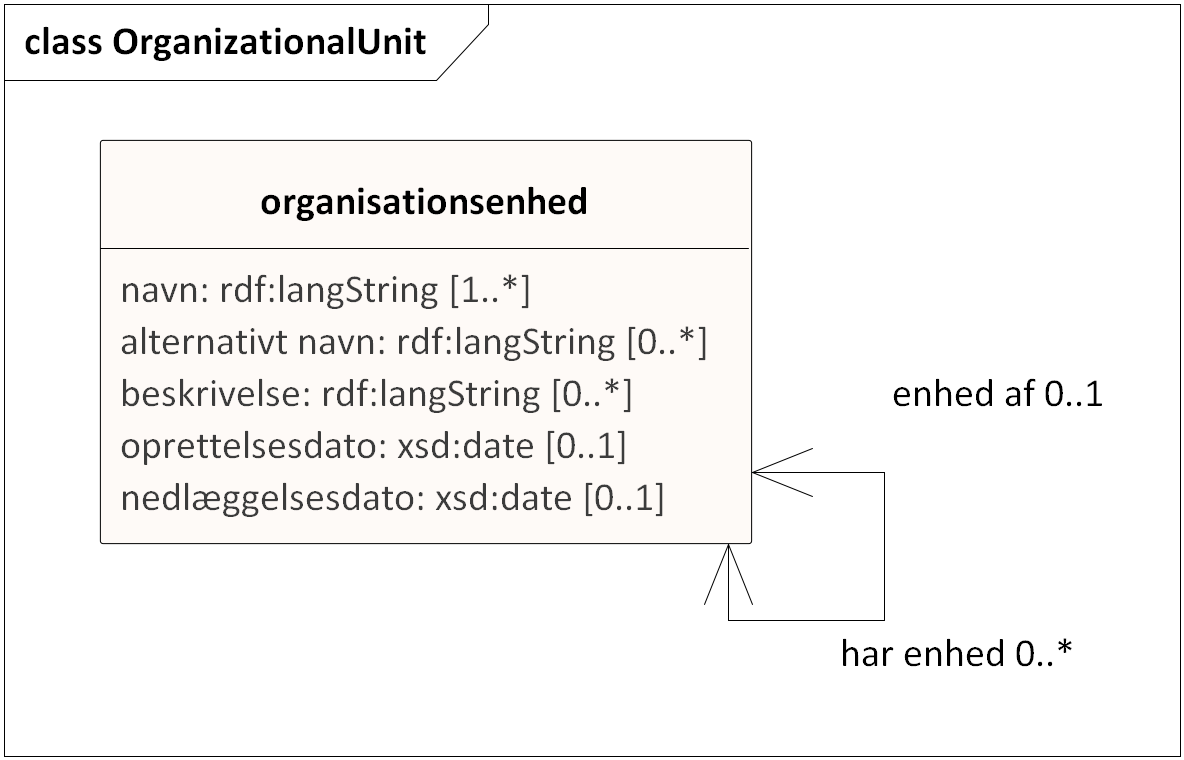 class OrganizationalUnit
organisationsenhed
navn: rdf:langString [1..*]
alternativt navn: rdf:langString [0..*]
beskrivelse: rdf:langString [0..*]
oprettelsesdato: xsd:date [0..1]
nedlæggelsesdato: xsd:date [0..1]
enhed af 0..1
har enhed 0..*